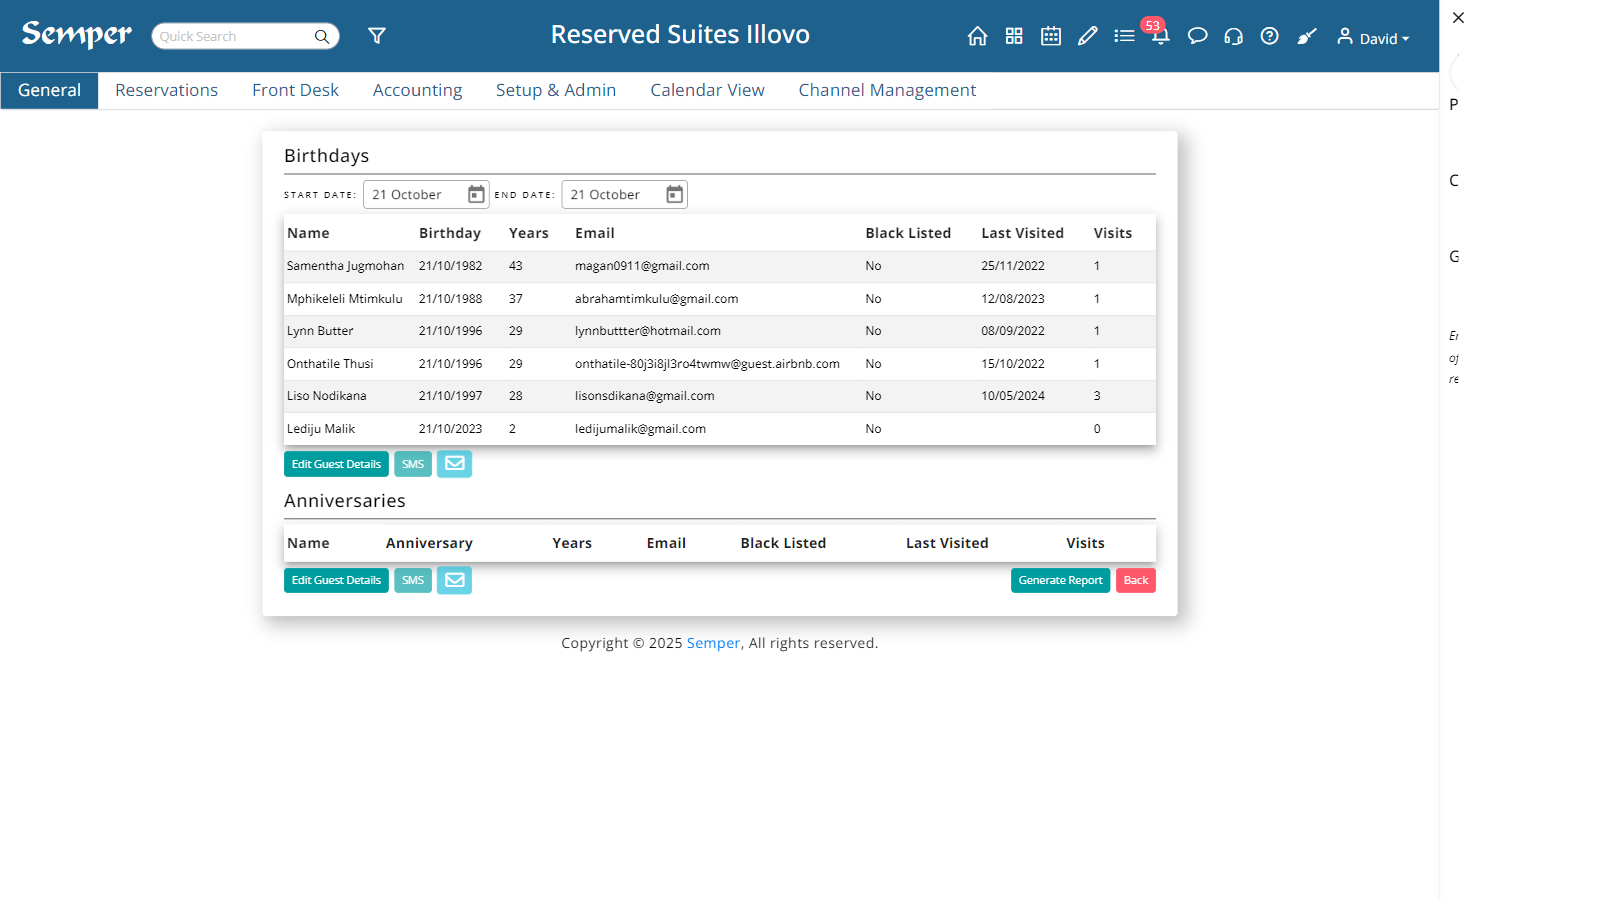 Semper
Quick Search
Reserved Suites Illovo
53
David
General Reservations Front Desk Accounting Setup & Admin Calendar View Channel Management
Birthdays
START DATE: 21 October END DATE: 21 October
Name Birthday Years Email Black Listed Last Visited Visits
Samentha Jugmohan 21/10/1982 43 magan0911@gmail.com No 25/11/2022 1
Mphikeleli Mtimkulu 21/10/1988 37 abrahamtimkulu@gmail.com No 12/08/2023 1
Lynn Butter 21/10/1996 29 lynnbuttter@hotmail.com No 08/09/2022 1
Onthatile Thusi 21/10/1996 29 onthatile-80j3i8jl3ro4twmw@guest.airbnb.com No 15/10/2022 1
Liso Nodikana 21/10/1997 28 lisonsdikana@gmail.com No 10/05/2024 3
Lediju Malik 21/10/2023 2 ledijumalik@gmail.com No 0
Edit Guest Details SMS
Anniversaries
Name Anniversary Years Email Black Listed Last Visited Visits
Edit Guest Details SMS Generate Report Back
Copyright © 2025 Semper, All rights reserved.
P
C
G
Er
of
re